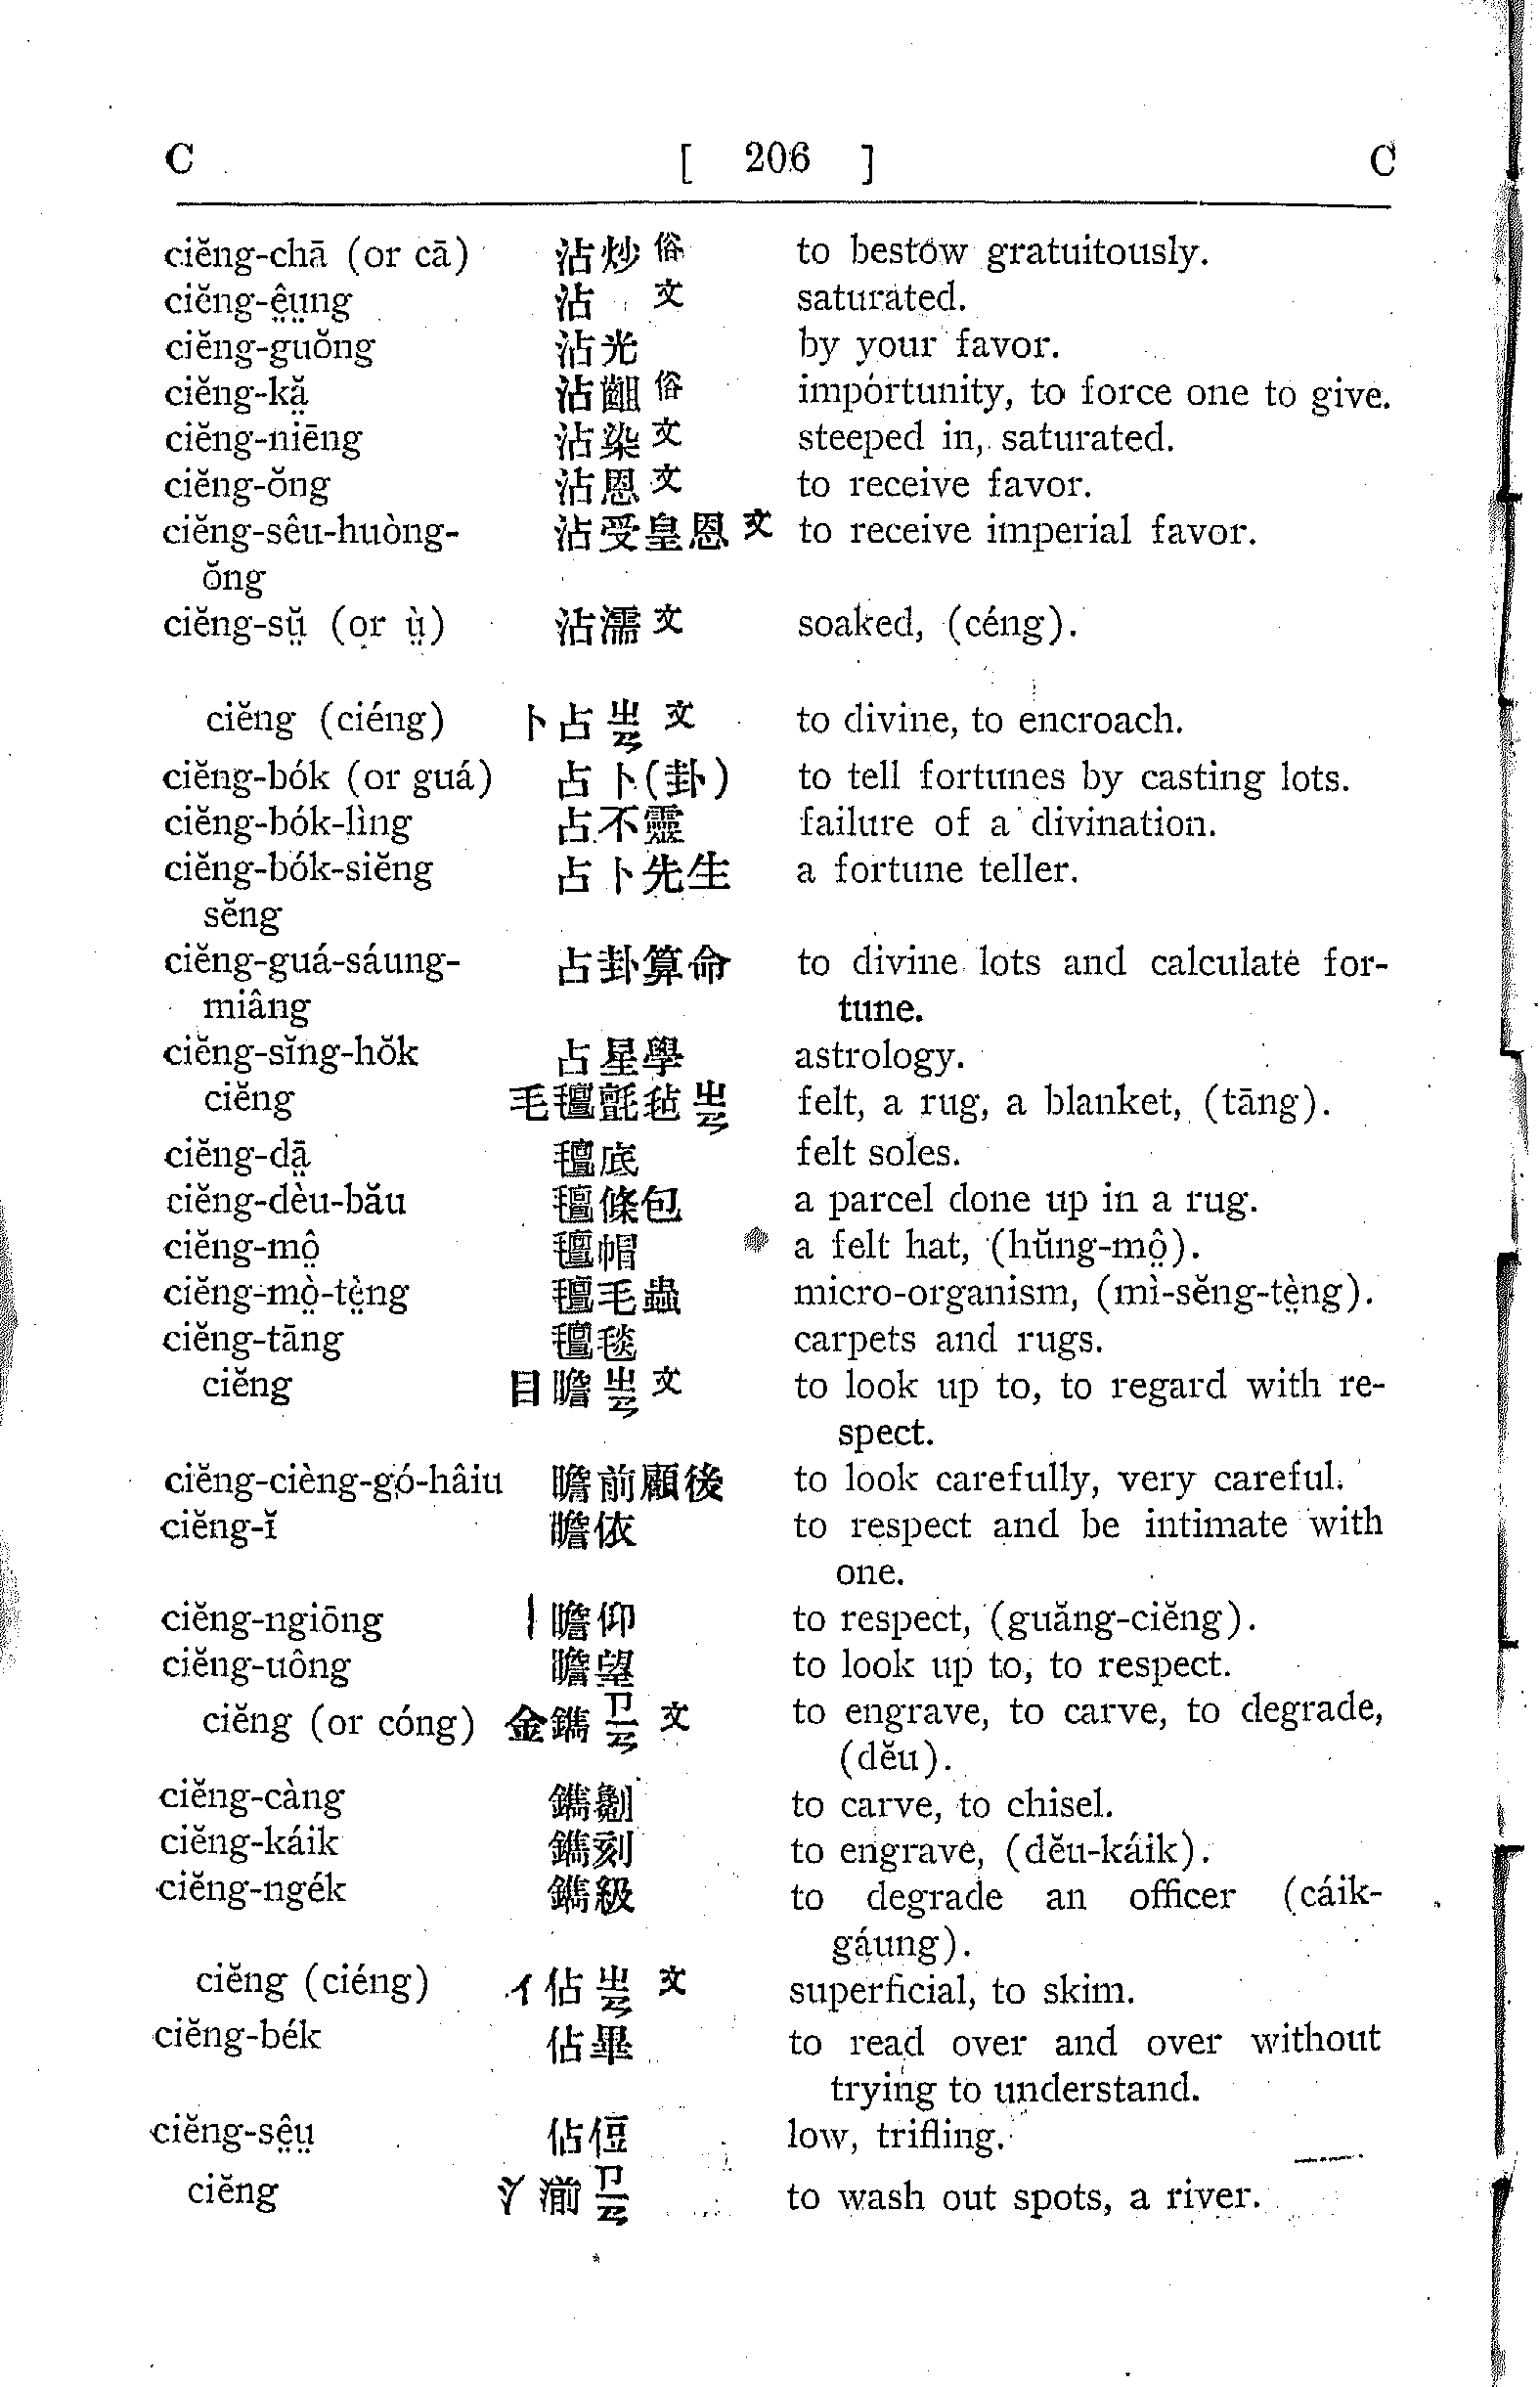 C [ 206 ] C
ciĕng-chā (or cā) 沾炒 俗 to bestow gratuitously.
ciĕng-ê̤ṳng 沾 文 saturated.
ciĕng-guŏng 沾光 by your favor.
ciĕng-kă̤ 沾齟 俗 importunity, to force one to give.
ciĕng-niēng 沾染 文 steeped in, saturated.
ciĕng-ŏng 沾恩 文 to receive favor.
ciĕng-sêu-huòng- 沾受皇恩 文 to receive imperial favor.
ŏng
ciĕng-sṳ̆ (or ṳ̀) 沾濡 文 soaked, (céng).
ciĕng (ciéng) 卜占 ㄓㄢ 文 to divine, to encroach.
ciĕng-bók (or guá) 占卜(卦) to tell fortunes by casting lots.
ciĕng-bók-lìng 占不靈 failure of a divination.
ciĕng-bók-siĕng 占卜先生 a fortune teller.
sĕng
ciĕng-guá-sáung- 占卦算命 to divine lots and calculate for-
miâng tune.
ciĕng-sĭng-hŏk 占星學 astrology.
ciĕng 毛氊氈毡 ㄓㄢ felt, a rug, a blanket, (tāng).
ciĕng-dā̤ 氊底 felt soles.
ciĕng-dèu-bău 氊條包 a parcel done up in a rug.
ciĕng-mô̤ 氊帽 a felt hat, (hŭng-mô̤).
ciĕng-mò̤-tè̤ng 氊毛蟲 micro-organism, (mì-sĕng-tè̤ng).
ciĕng-tāng 氊毯 carpets and rugs.
ciĕng 目瞻 ㄓㄢ 文 to look up to, to regard with re-
spect.
ciĕng-cièng-gó-hâiu 瞻前顧後 to look carefully, very careful.
ciĕng-ĭ 瞻依 to respect and be intimate with
one.
ciĕng-ngiōng 瞻仰 to respect, (guăng-ciĕng).
ciĕng-uông 瞻望 to look up to, to respect.
ciĕng (or cóng) 金鐫 ㄗㄧㄢ 文 to engrave, to carve, to degrade,
(dĕu).
ciĕng-càng 鐫劖 to carve, to chisel.
ciĕng-káik 鐫刻 to engrave, (dĕu-káik).
ciĕng-ngék 鐫級 to degrade an officer (cáik-
gáung).
ciĕng (ciéng) 亻佔 ㄓㄢ 文 superficial, to skim.
ciĕng-bék 佔畢 to read over and over without
trying to understand.
ciĕng-sê̤ṳ 佔侸 low, trifling.
ciĕng 氵湔 ㄗㄧㄢ to wash out spots, a river.